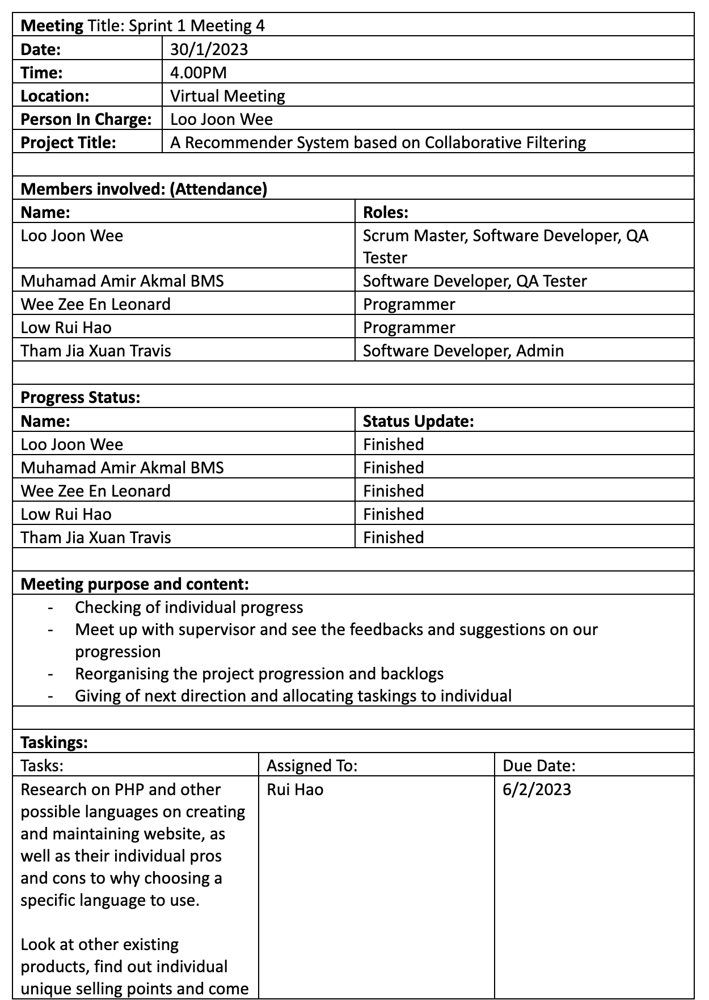 Meeting Title: Sprint 1 Meeting 4
Date: 30/1/2023
Time: 4.00PM
Location: Virtual Meeting
Person In Charge: Loo Joon Wee
Project Title: A Recommender System based on Collaborative Filtering
Members involved: (Attendance)
Name: Roles:
Loo Joon Wee Scrum Master, Software Developer, QA
Tester
Muhamad Amir Akmal BMS Software Developer, QA Tester
Wee Zee En Leonard Programmer
Low Rui Hao Programmer
Tham Jia Xuan Travis Software Developer, Admin
Progress Status:
Name: Status Update:
Loo Joon Wee Finished
Muhamad Amir Akmal BMS Finished
Wee Zee En Leonard Finished
Low Rui Hao Finished
Tham Jia Xuan Travis Finished
Meeting purpose and content:
- Checking of individual progress
- Meet up with supervisor and see the feedbacks and suggestions on our
progression
- Reorganising the project progression and backlogs
- Giving of next direction and allocating taskings to individual
Taskings:
Tasks: Assigned To: Due Date:
Research on PHP and other Rui Hao 6/2/2023
possible languages on creating
and maintaining website, as
well as their individual pros
and cons to why choosing a
specific language to use.
Look at other existing
products, find out individual
unique selling points and come